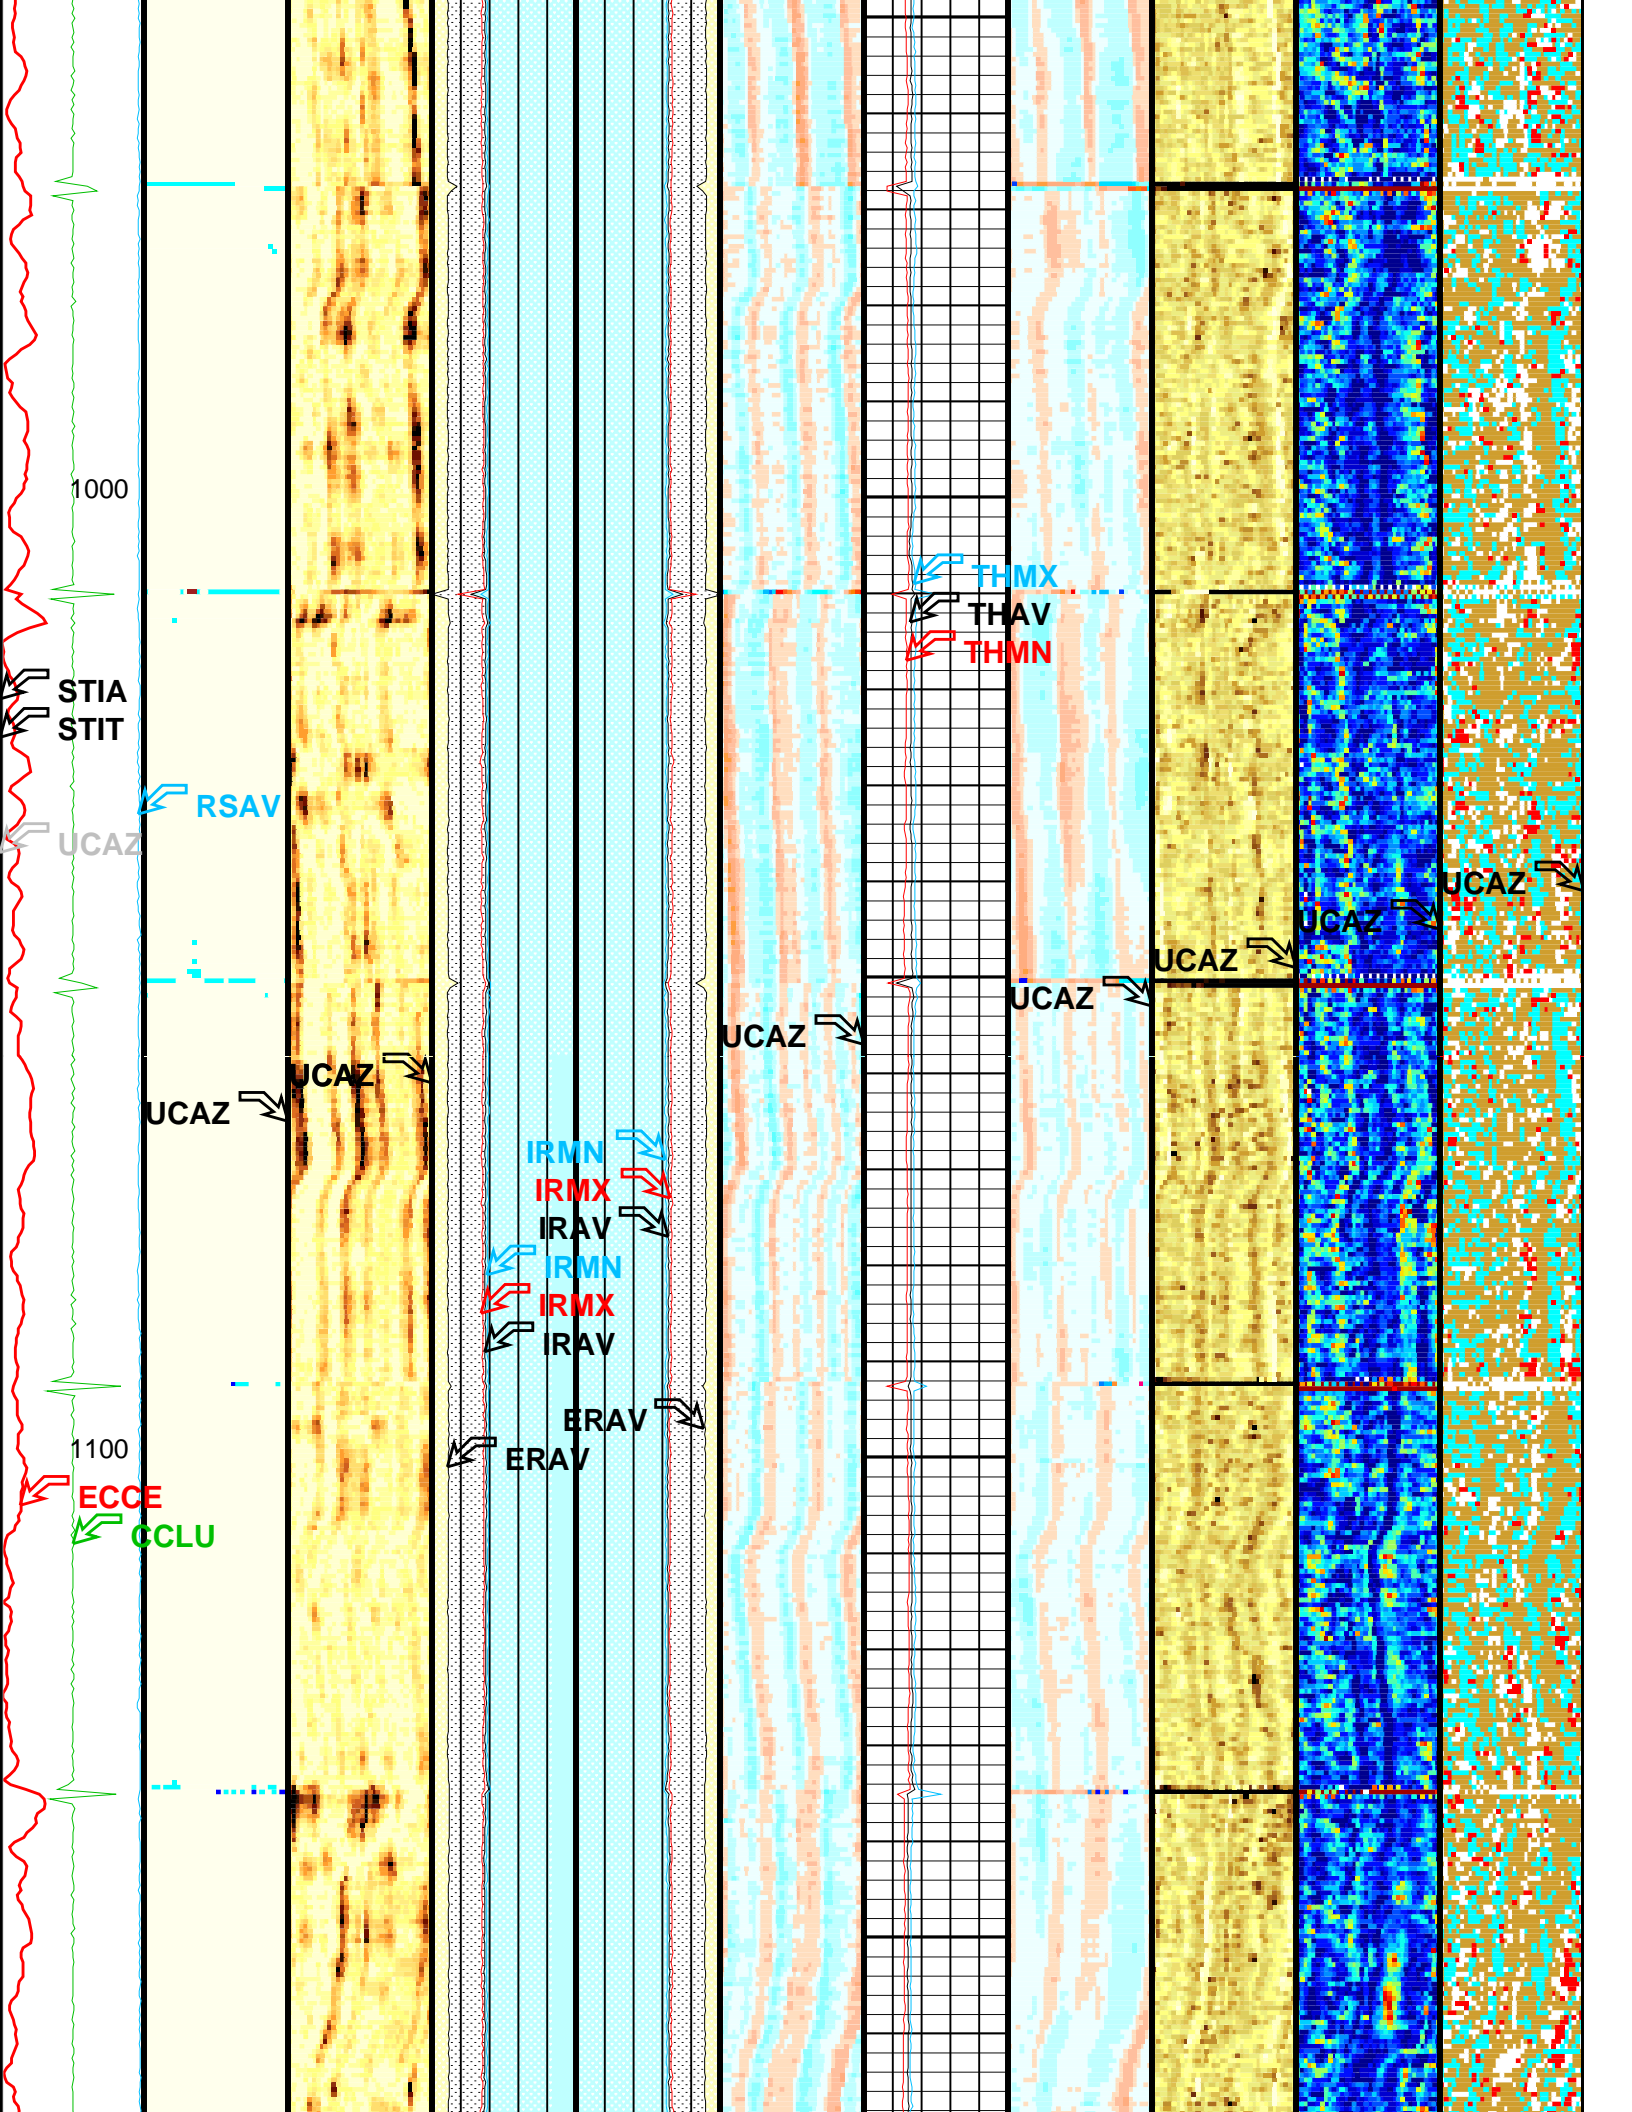 1000
THMX
THAV
THMN
STIA
STIT
RSAV
UCAZ
UCAZ
UCAZ
UCAZ
UCAZ
UCAZ
UCAZ
UCAZ
IRMN
IRMX
IRAV
IRMN
IRMX
IRAV
ERAV
1100
ERAV
ECCE
CCLU